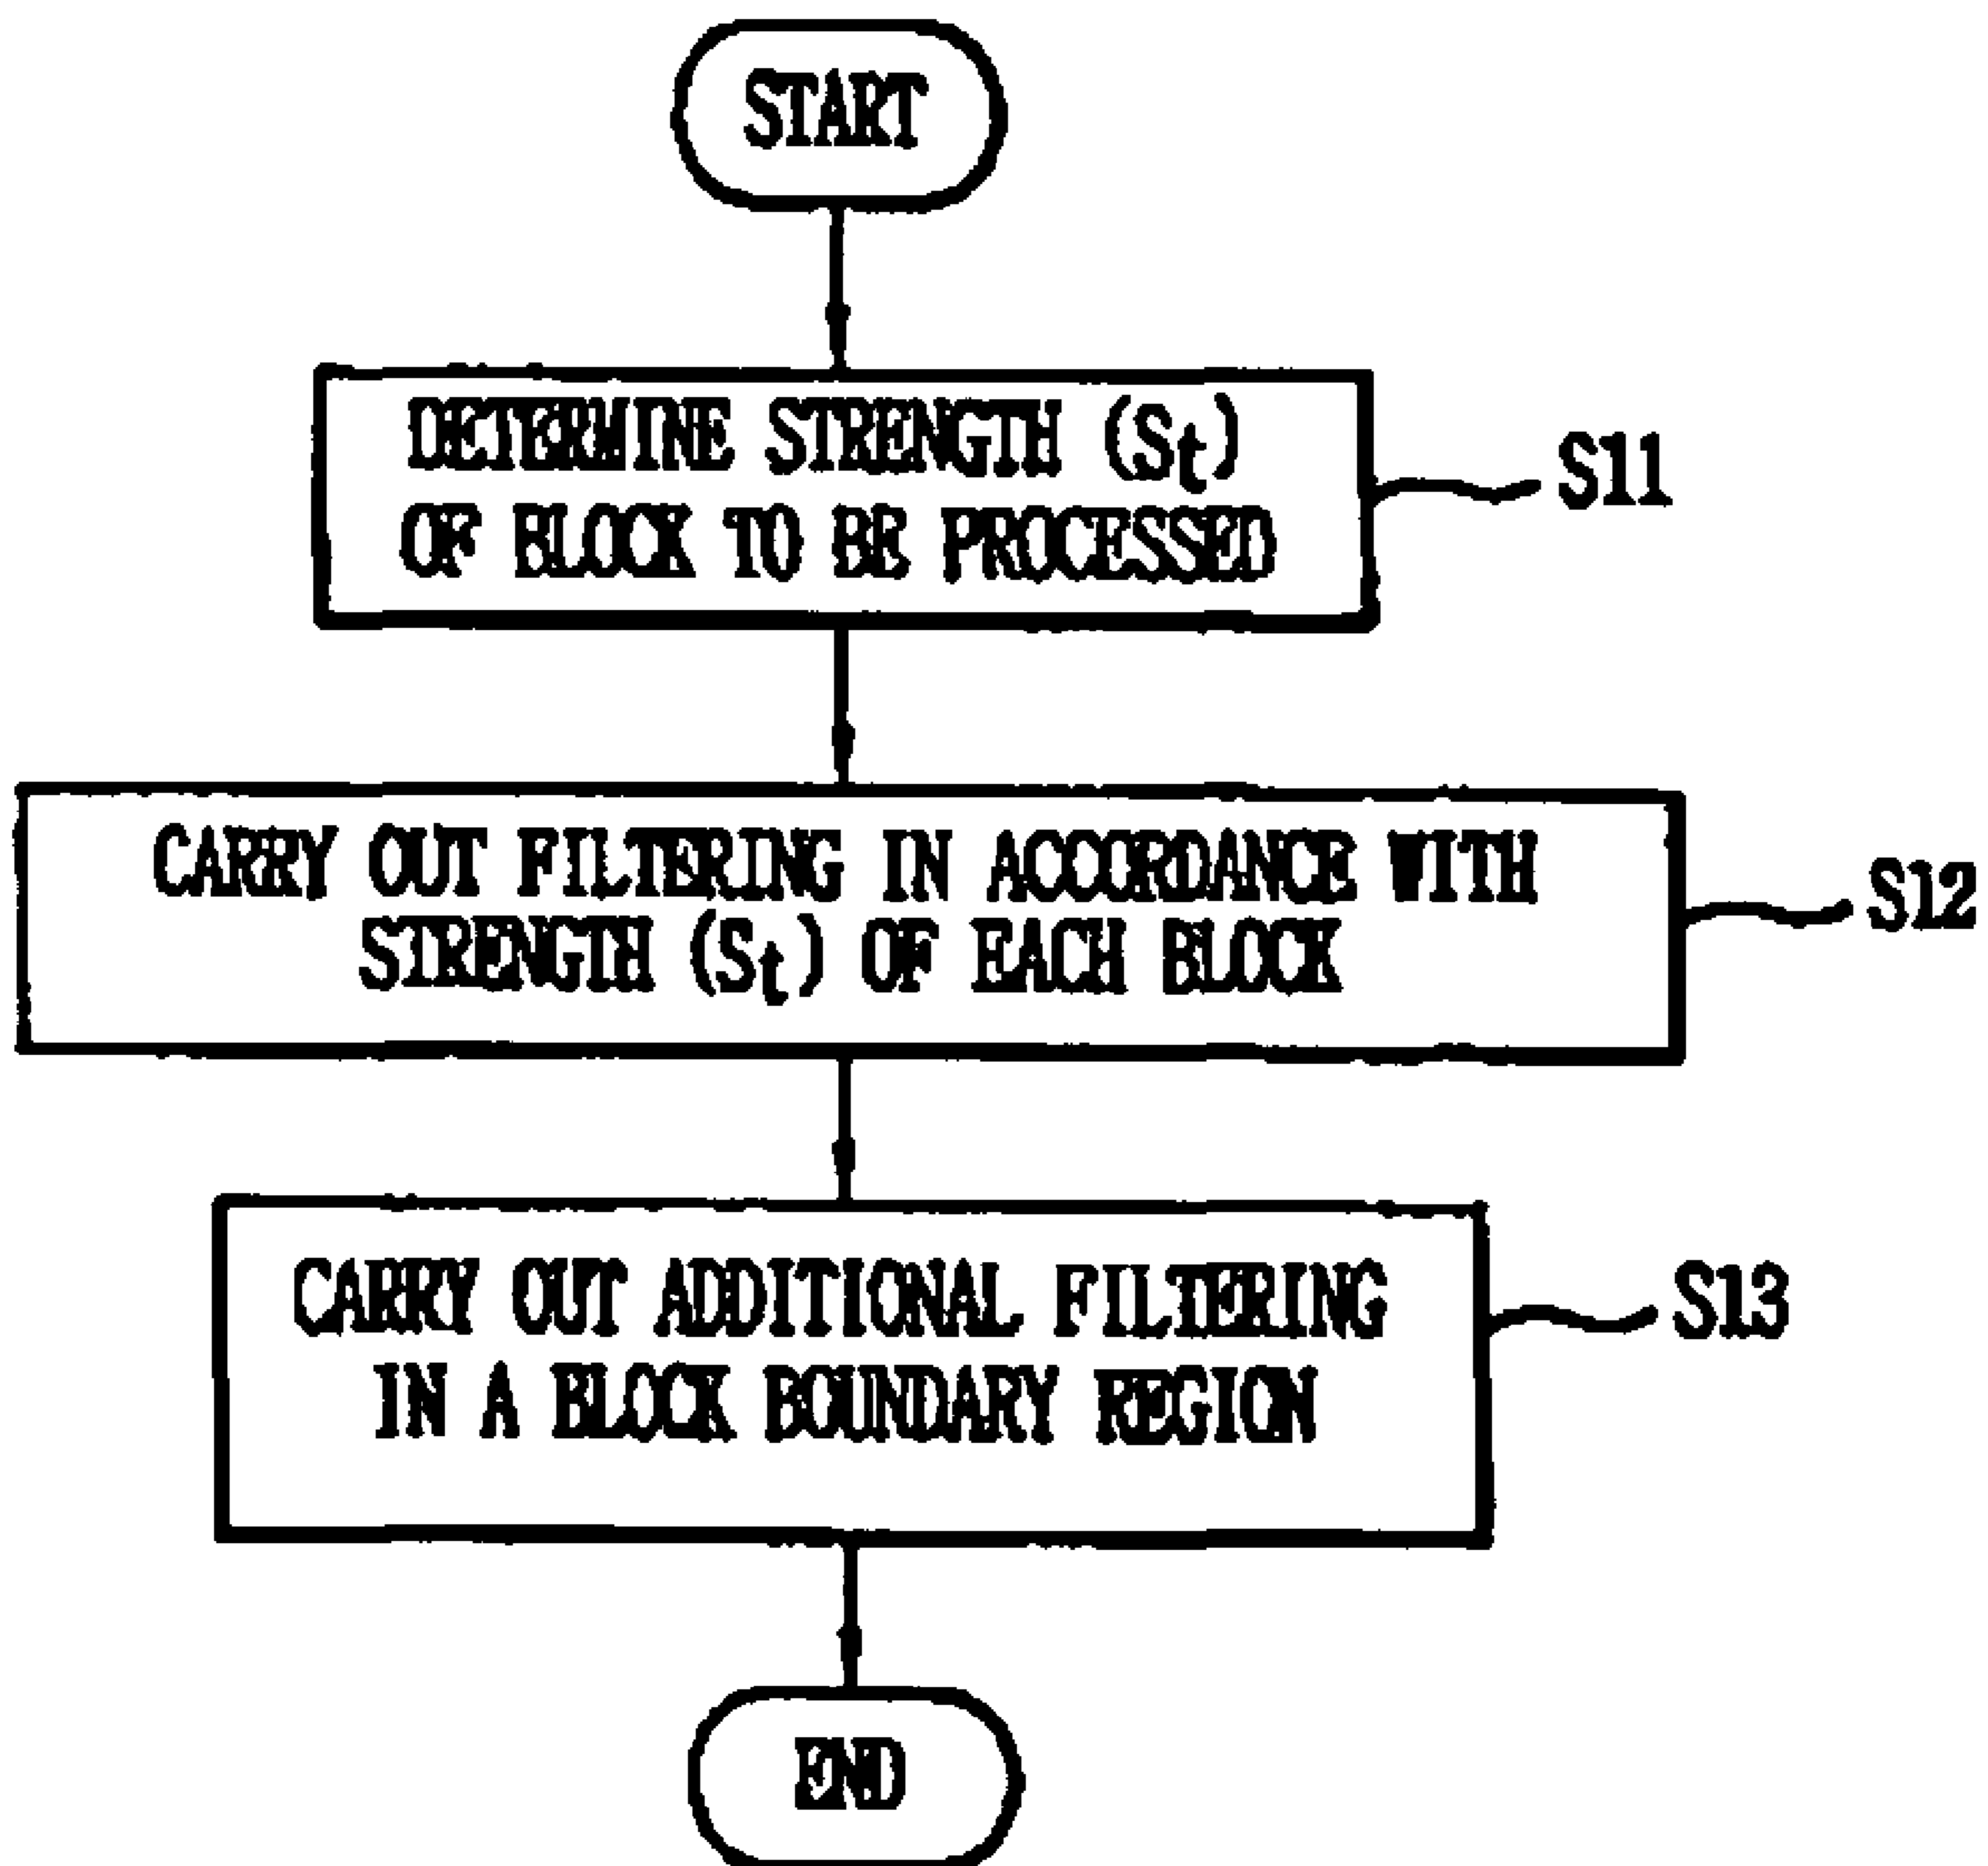 START
DETERMINE STRENGTH (St)
OF BLOCK TO BE PROCESSED
S11
CARRY OUT FILTERING IN ACCORDANCE WITH
STRENGTH (St) OF EACH BLOCK
S12
CARRY OUT ADDITIONAL FILTERING
IN A BLOCK BOUNDARY REGION
S13
END